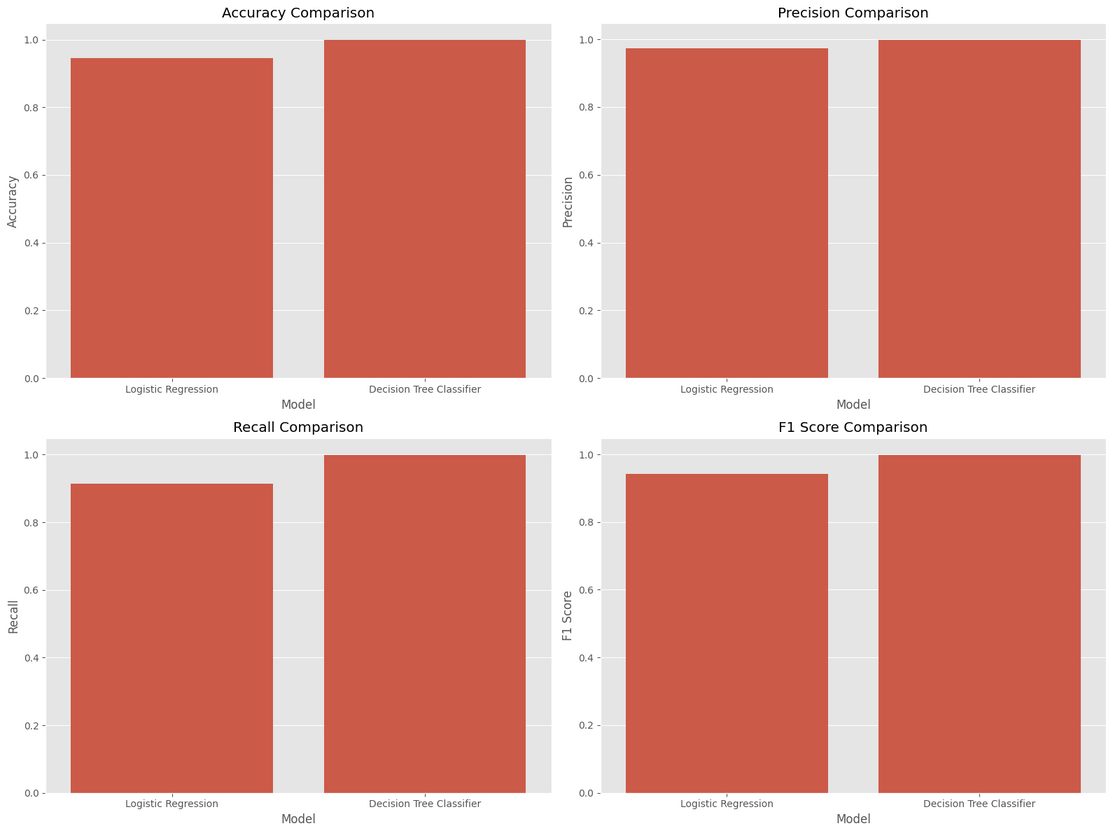 Accuracy Comparison
1.0
0.8
0.6
0.4
0.2
0.0
Accuracy
Logistic Regression
Decision Tree Classifier
Model
Precision Comparison
1.0
0.8
0.6
0.4
0.2
0.0
Precision
Logistic Regression
Decision Tree Classifier
Model
Recall Comparison
1.0
0.8
0.6
0.4
0.2
0.0
Recall
Logistic Regression
Decision Tree Classifier
Model
F1 Score Comparison
1.0
0.8
0.6
0.4
0.2
0.0
F1 Score
Logistic Regression
Decision Tree Classifier
Model